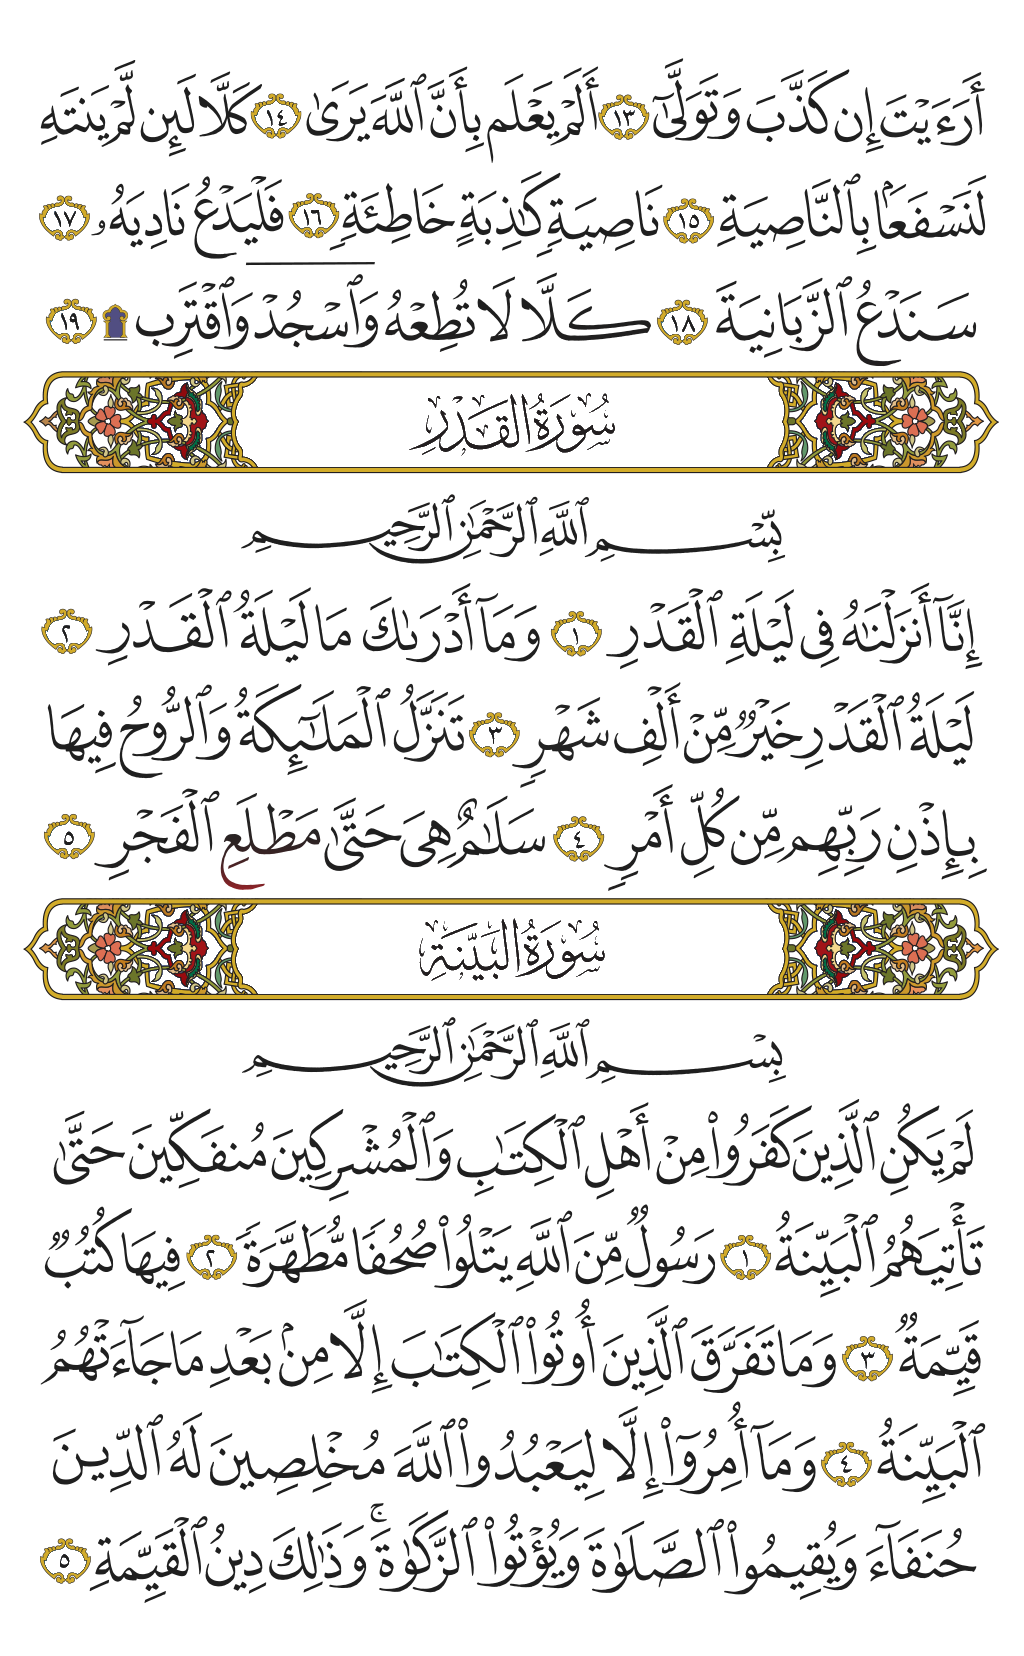 أَرَءَيْتَ إِن كَذَّبَ وَتَوَلَّىٰٓ ١٣ أَلَمْ يَعْلَم بِأَنَّ ٱللَّهَ يَرَىٰ ١٤ كَلَّا لَئِن لَّمْ يَنتَهِ
لَنَسْفَعَۢا بِٱلنَّاصِيَةِ ١٥ نَاصِيَةٍ كَٰذِبَةٍ خَاطِئَةٍ ١٦ فَلْيَدْعُ نَادِيَهُۥ ١٧
سَنَدْعُ ٱلزَّبَانِيَةَ ١٨ كَلَّا لَا تُطِعْهُ وَٱسْجُدْ وَٱقْتَرِب ۩ ١٩
سُورَةُ القَدْرِ
بِّسْمِ ٱللَّهِ ٱلرَّحْمَٰنِ ٱلرَّحِيمِ
إِنَّآ أَنزَلْنَٰهُ فِى لَيْلَةِ ٱلْقَدْرِ ١ وَمَآ أَدْرَىٰكَ مَا لَيْلَةُ ٱلْقَدْرِ ٢
لَيْلَةُ ٱلْقَدْرِ خَيْرٌ مِّنْ أَلْفِ شَهْرٍ ٣ تَنَزَّلُ ٱلْمَلَٰٓئِكَةُ وَٱلرُّوحُ فِيهَا
بِإِذْنِ رَبِّهِم مِّن كُلِّ أَمْرٍ ٤ سَلَٰمٌ هِىَ حَتَّىٰ مَطْلَعِ ٱلْفَجْرِ ٥
سُورَةُ البَيِّنَةِ
بِسْمِ ٱللَّهِ ٱلرَّحْمَٰنِ ٱلرَّحِيمِ
لَمْ يَكُنِ ٱلَّذِينَ كَفَرُوا۟ مِنْ أَهْلِ ٱلْكِتَٰبِ وَٱلْمُشْرِكِينَ مُنفَكِّينَ حَتَّىٰ
تَأْتِيَهُمُ ٱلْبَيِّنَةُ ١ رَسُولٌ مِّنَ ٱللَّهِ يَتْلُوا۟ صُحُفًا مُّطَهَّرَةً ٢ فِيهَا كُتُبٌ
قَيِّمَةٌ ٣ وَمَا تَفَرَّقَ ٱلَّذِينَ أُوتُوا۟ ٱلْكِتَٰبَ إِلَّا مِنۢ بَعْدِ مَا جَآءَتْهُمُ
ٱلْبَيِّنَةُ ٤ وَمَآ أُمِرُوٓا۟ إِلَّا لِيَعْبُدُوا۟ ٱللَّهَ مُخْلِصِينَ لَهُ ٱلدِّينَ
حُنَفَآءَ وَيُقِيمُوا۟ ٱلصَّلَوٰةَ وَيُؤْتُوا۟ ٱلزَّكَوٰةَ ۚ وَذَٰلِكَ دِينُ ٱلْقَيِّمَةِ ٥